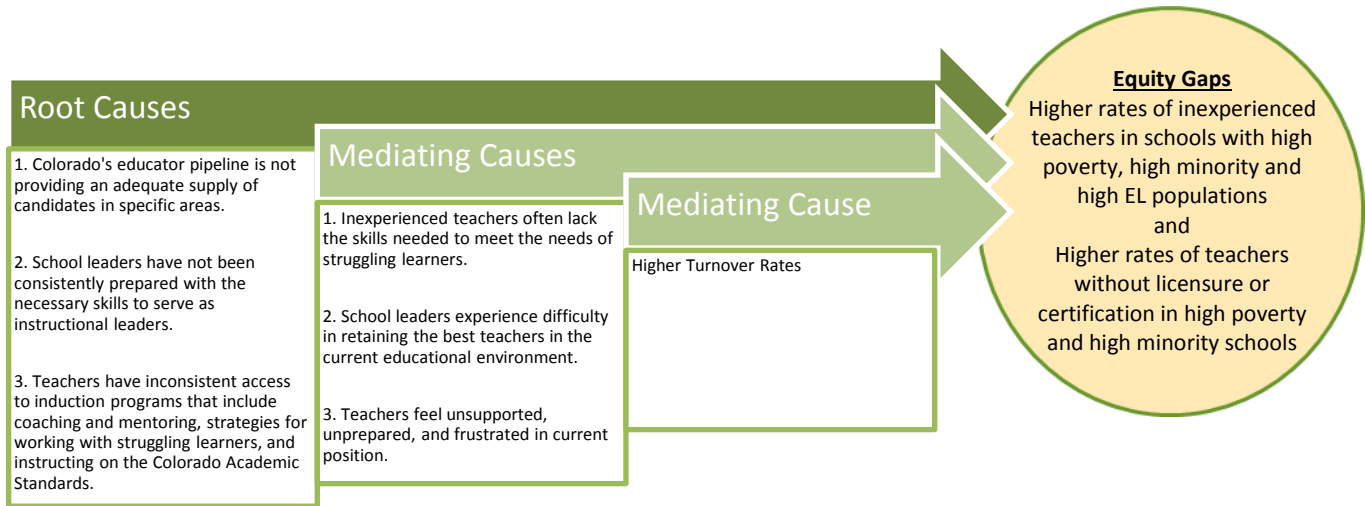 Root Causes
1. Colorado's educator pipeline is not
providing an adequate supply of
candidates in specific areas.
2. School leaders have not been
consistently prepared with the
necessary skills to serve as
instructional leaders.
3. Teachers have inconsistent access
to induction programs that include
coaching and mentoring, strategies for
working with struggling learners, and
instructing on the Colorado Academic
Standards.
Mediating Causes
1. Inexperienced teachers often lack
the skills needed to meet the needs of
struggling learners.
2. School leaders experience difficulty
in retaining the best teachers in the
current educational environment.
3. Teachers feel unsupported,
unprepared, and frustrated in current
position.
Mediating Cause
Higher Turnover Rates
Equity Gaps
Higher rates of inexperienced
teachers in schools with high
poverty, high minority and
high EL populations
and
Higher rates of teachers
without licensure or
certification in high poverty
and high minority schools